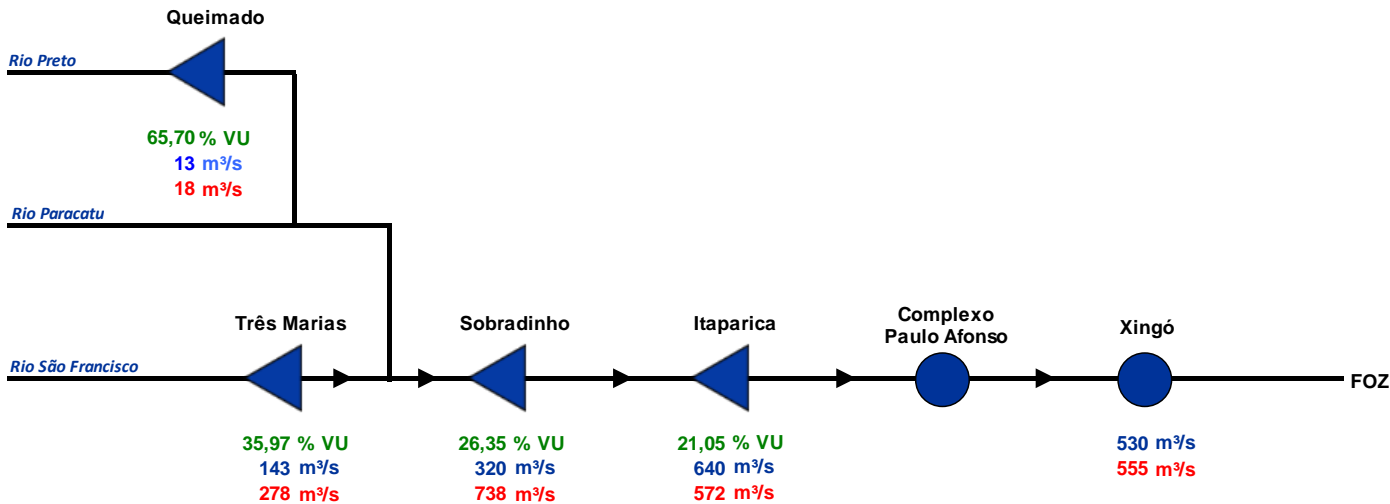 Queimado
Rio Preto
65,70 % VU
13 m³/s
18 m³/s
Rio Paracatu
Três Marias
Sobradinho
Itaparica
Complexo
Paulo Afonso
Xingó
Rio São Francisco
FOZ
35,97 % VU
143 m³/s
278 m³/s
26,35 % VU
320 m³/s
738 m³/s
21,05 % VU
640 m³/s
572 m³/s
530 m³/s
555 m³/s